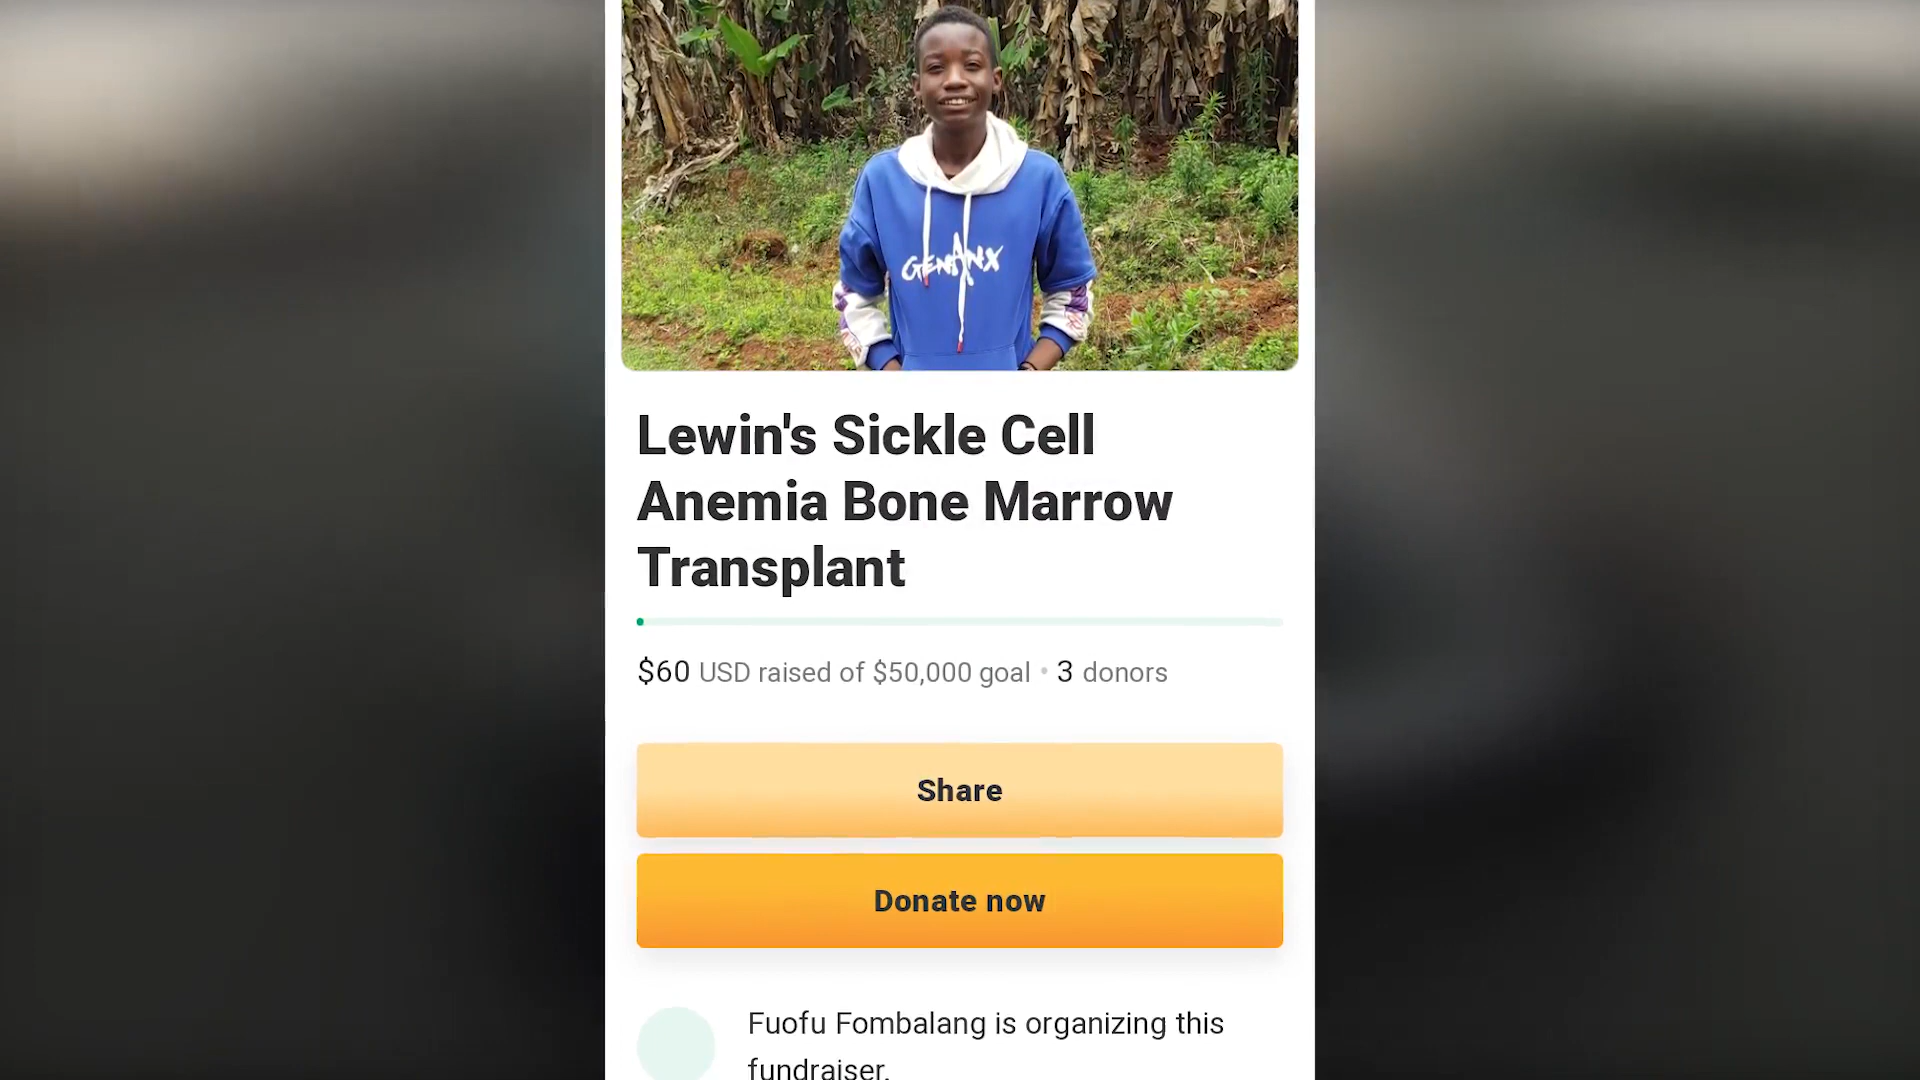 GENANX
Lewin's Sickle Cell
Anemia Bone Marrow
Transplant
$60 USD raised of $50,000 goal • 3 donors
Share
Donate now
Fuofu Fombalang is organizing this
fundraiser.